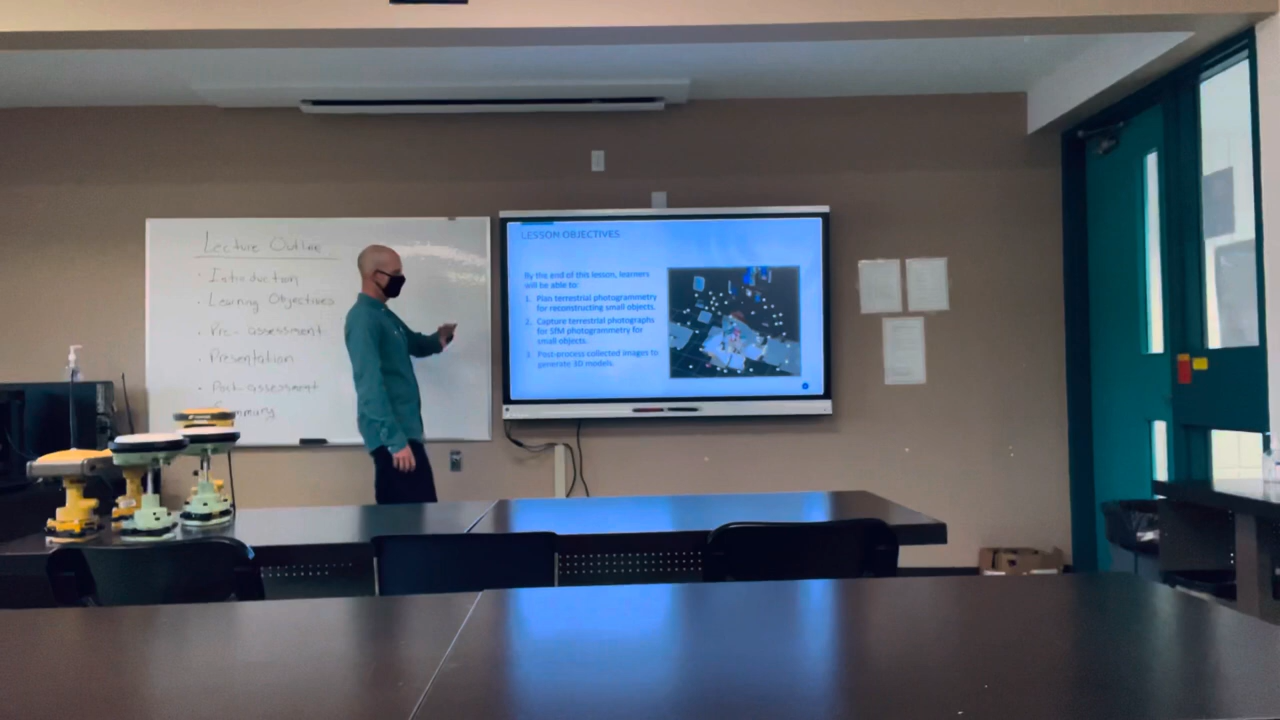 Lecture Outline
· Introduction
· Learning Objectives
· Pre-assessment
· Presentation
· Post-assessment
Summary
LESSON OBJECTIVES
By the end of this lesson, learners
will be able to:
1. Plan terrestrial photogrammetry
for reconstructing small objects.
2. Capture terrestrial photographs
for SfM photogrammetry for
small objects.
3. Post-process collected images to
generate 3D models.